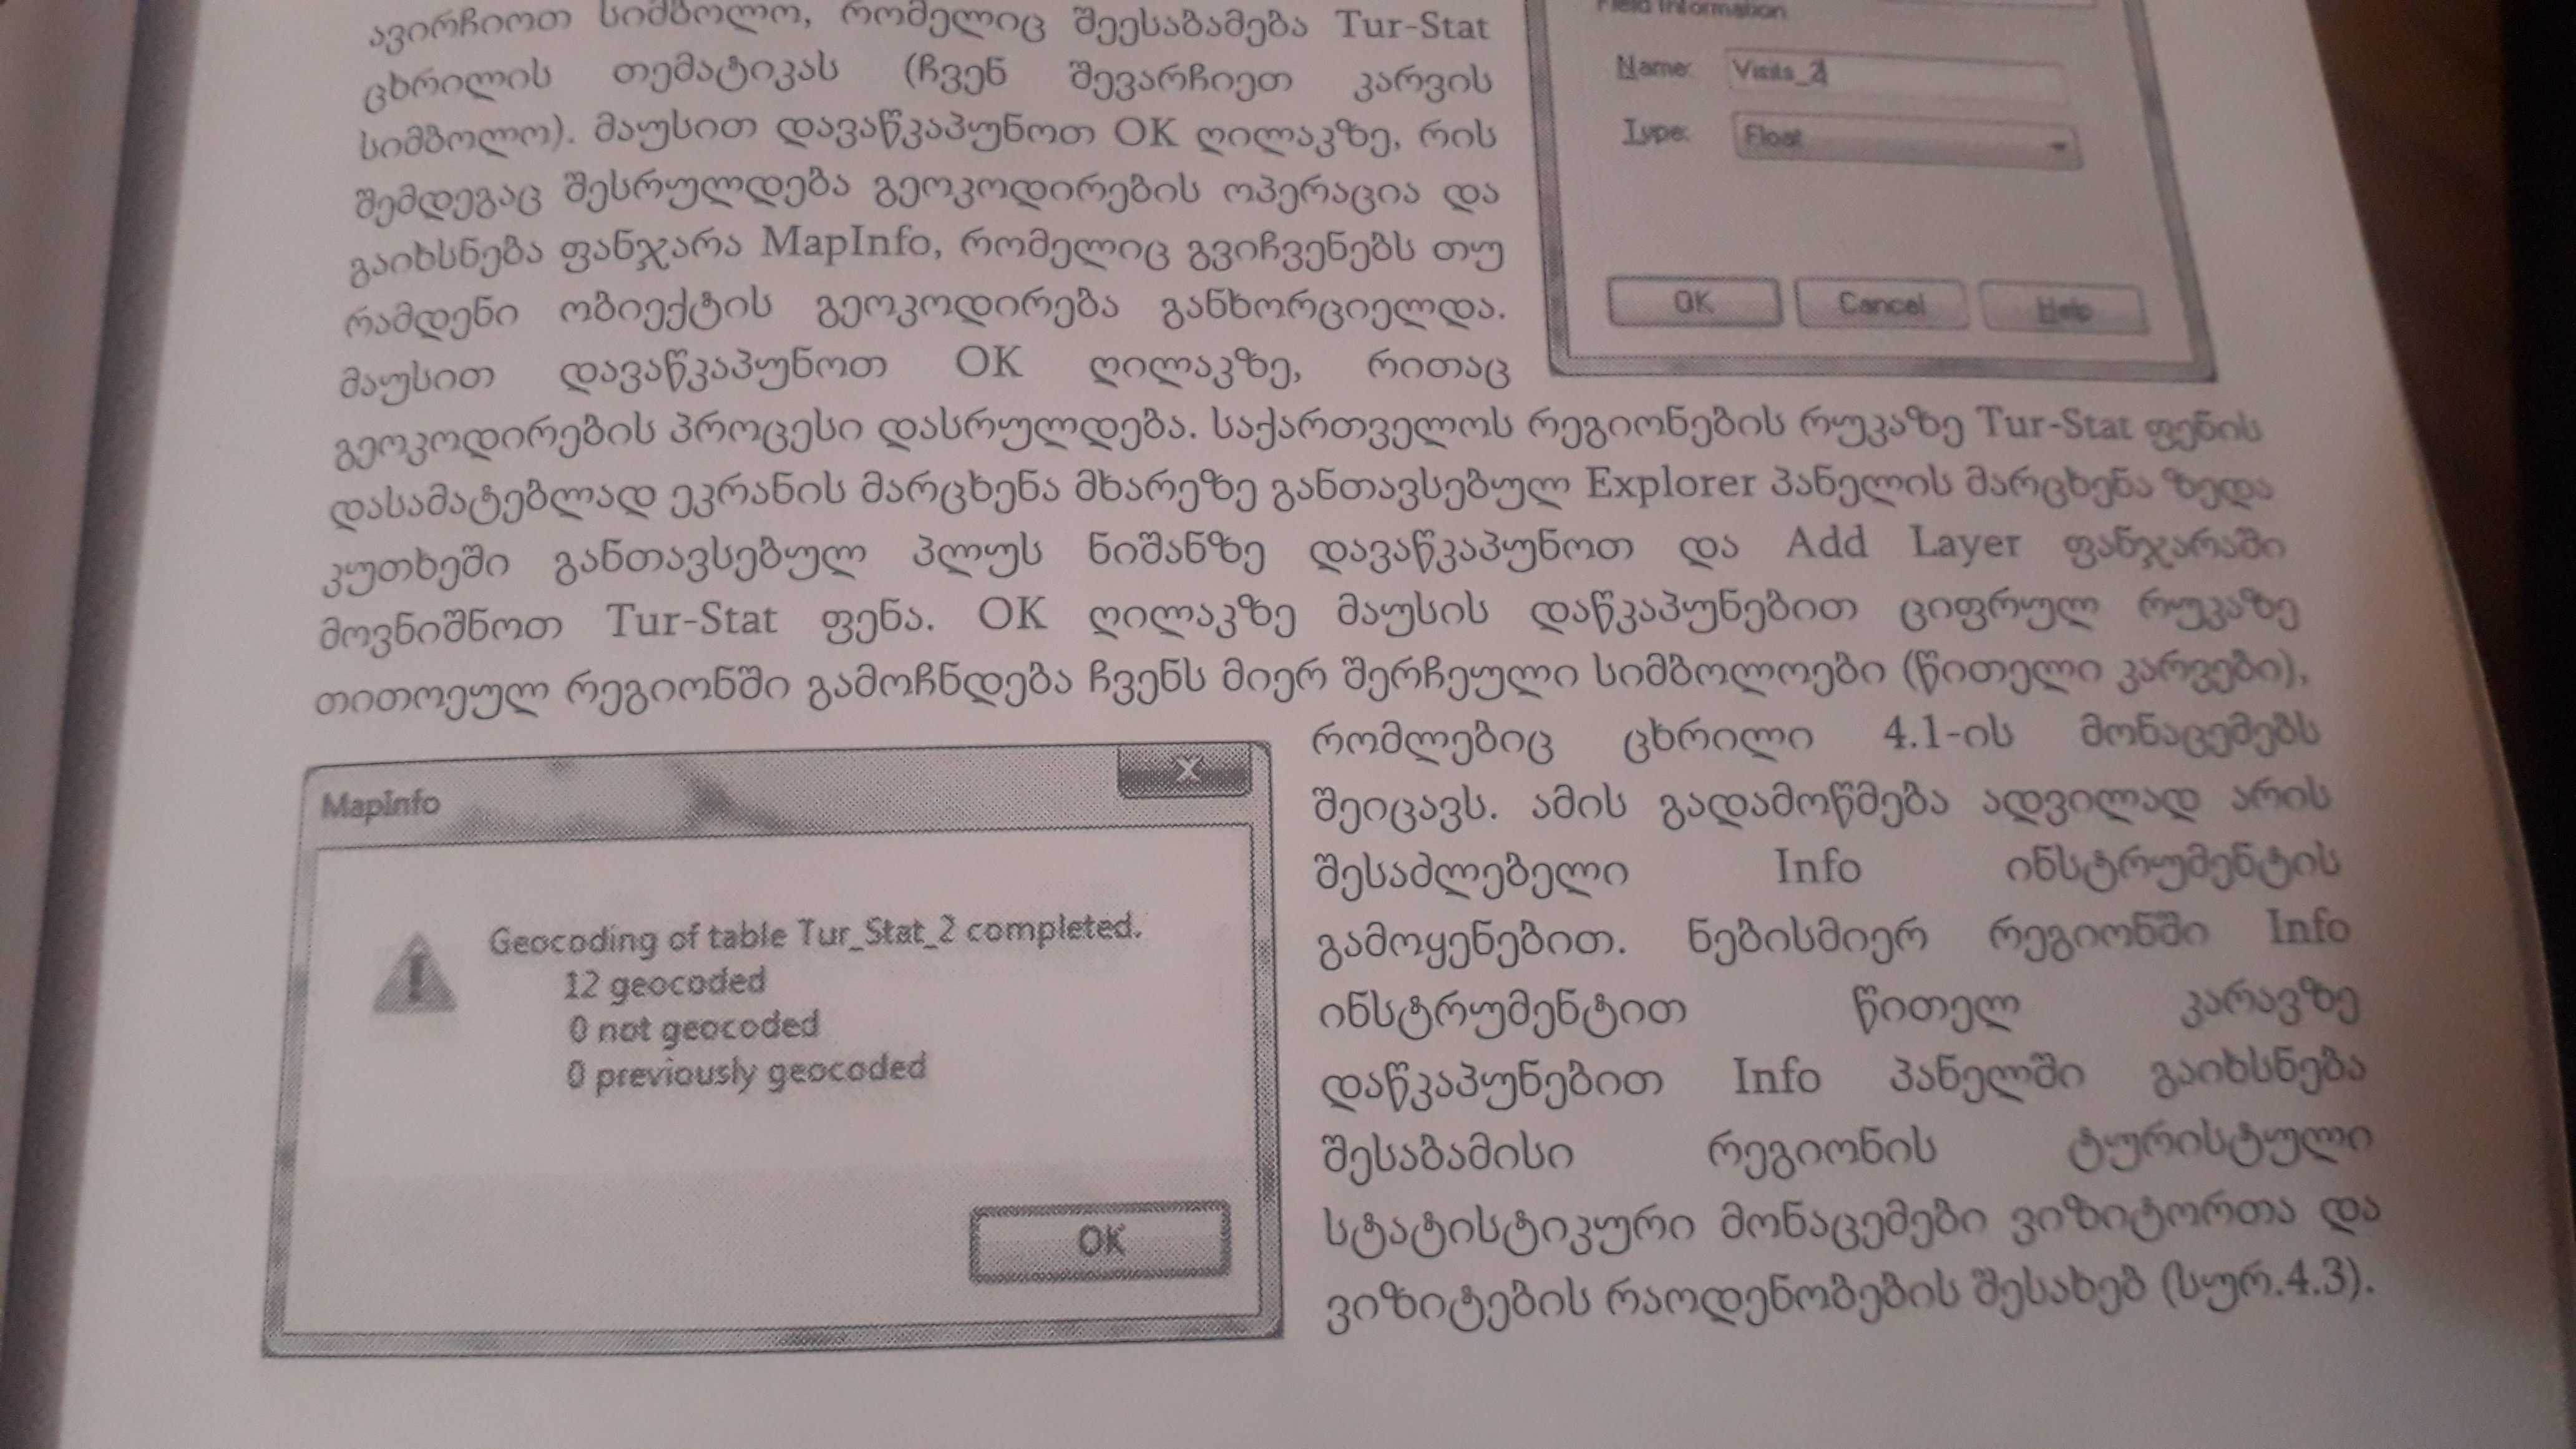 ავირჩიოთ სიმბოლო, რომელიც შეესაბამება Tur-Stat
ცხრილის თემატიკას (ჩვენ შევარჩიეთ კარვის
სიმბოლო). მაუსით დავაწკაპუნოთ OK ღილაკზე, რის
შემდეგაც შესრულდება გეოკოდირების ოპერაცია და
გაიხსნება ფანჯარა MapInfo, რომელიც გვიჩვენებს თუ
რამდენი ობიექტის გეოკოდირება განხორციელდა.
მაუსით დავაწკაპუნოთ OK ღილაკზე, რითაც
Field Information
Name: Visits_2
Type: Float
OK Cancel Help
გეოკოდირების პროცესი დასრულდება. საქართველოს რეგიონების რუკაზე Tur-Stat ფენის
დასამატებლად ეკრანის მარცხენა მხარეზე განთავსებულ Explorer პანელის მარცხენა ზედა
კუთხეში განთავსებულ პლუს ნიშანზე დავაწკაპუნოთ და Add Layer ფანჯარაში
მოვნიშნოთ Tur-Stat ფენა. OK ღილაკზე მაუსის დაწკაპუნებით ციფრულ რუკაზე
თითოეულ რეგიონში გამოჩნდება ჩვენს მიერ შერჩეული სიმბოლოები (წითელი კარვები),
რომლებიც ცხრილი 4.1-ის მონაცემებს
შეიცავს. ამის გადამოწმება ადვილად არის
შესაძლებელი Info ინსტრუმენტის
გამოყენებით. ნებისმიერ რეგიონში Info
ინსტრუმენტით წითელ კარავზე
დაწკაპუნებით Info პანელში გაიხსნება
შესაბამისი რეგიონის ტურისტული
სტატისტიკური მონაცემები ვიზიტორთა და
ვიზიტების რაოდენობების შესახებ (სურ.4.3).
MapInfo
Geocoding of table Tur_Stat_2 completed.
12 geocoded
0 not geocoded
0 previously geocoded
OK